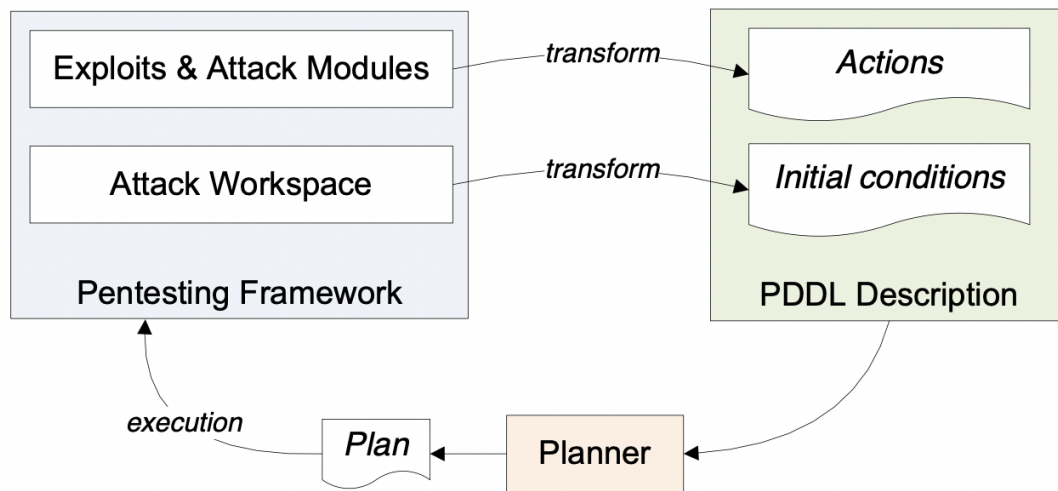 Exploits & Attack Modules
transform
Actions
Attack Workspace
transform
Initial conditions
Pentesting Framework
PDDL Description
execution
Plan
Planner